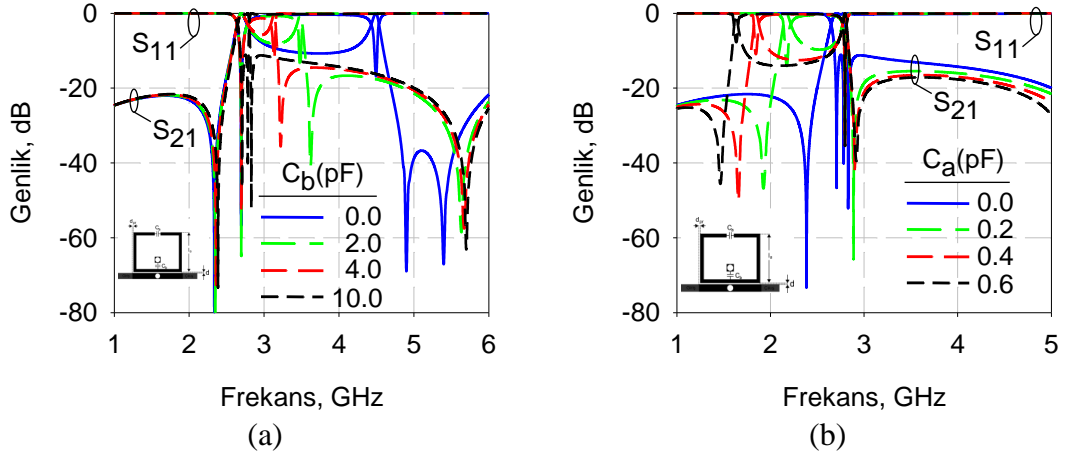 0
-20
-40
-60
-80
Genlik, dB
S11
S21
Cb(pF)
0.0
2.0
4.0
10.0
d
1 2 3 4 5 6
Frekans, GHz
(a)
0
-20
-40
-60
-80
Genlik, dB
S11
S21
Ca(pF)
0.0
0.2
0.4
0.6
d
1 2 3 4 5
Frekans, GHz
(b)